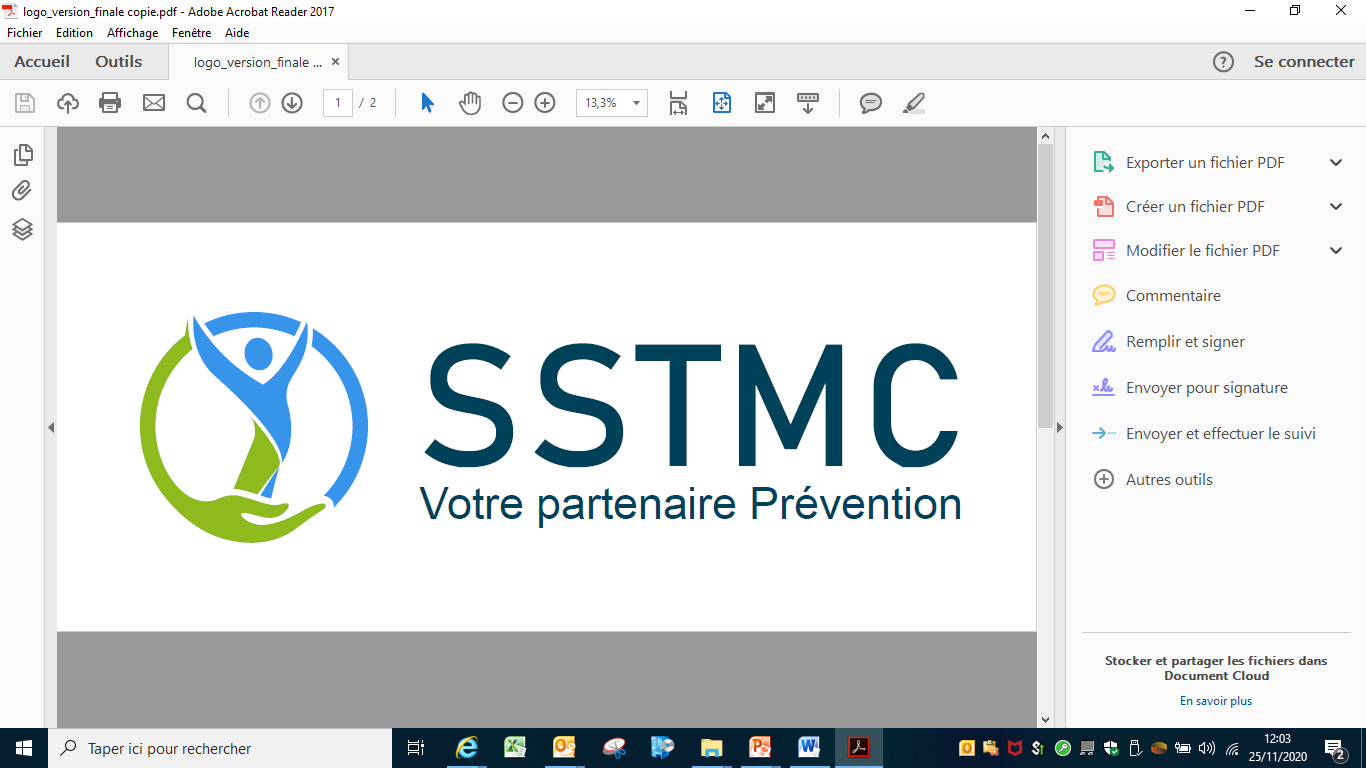 logo_version_finale copie.pdf - Adobe Acrobat Reader 2017
Fichier Edition Affichage Fenêtre Aide
Accueil Outils logo_version_finale ... × ? Se connecter
1 / 2 13,3%
SSTMC
Votre partenaire Prévention
Exporter un fichier PDF
Créer un fichier PDF
Modifier le fichier PDF
Commentaire
Remplir et signer
Envoyer pour signature
Envoyer et effectuer le suivi
Autres outils
Stocker et partager les fichiers dans
Document Cloud
En savoir plus
Taper ici pour rechercher
12:03
25/11/2020
2